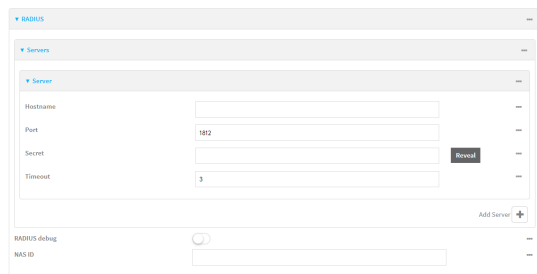 RADIUS
Servers
Server
Hostname
Port 1812
Secret Reveal
Timeout 3
Add Server
RADIUS debug
NAS ID